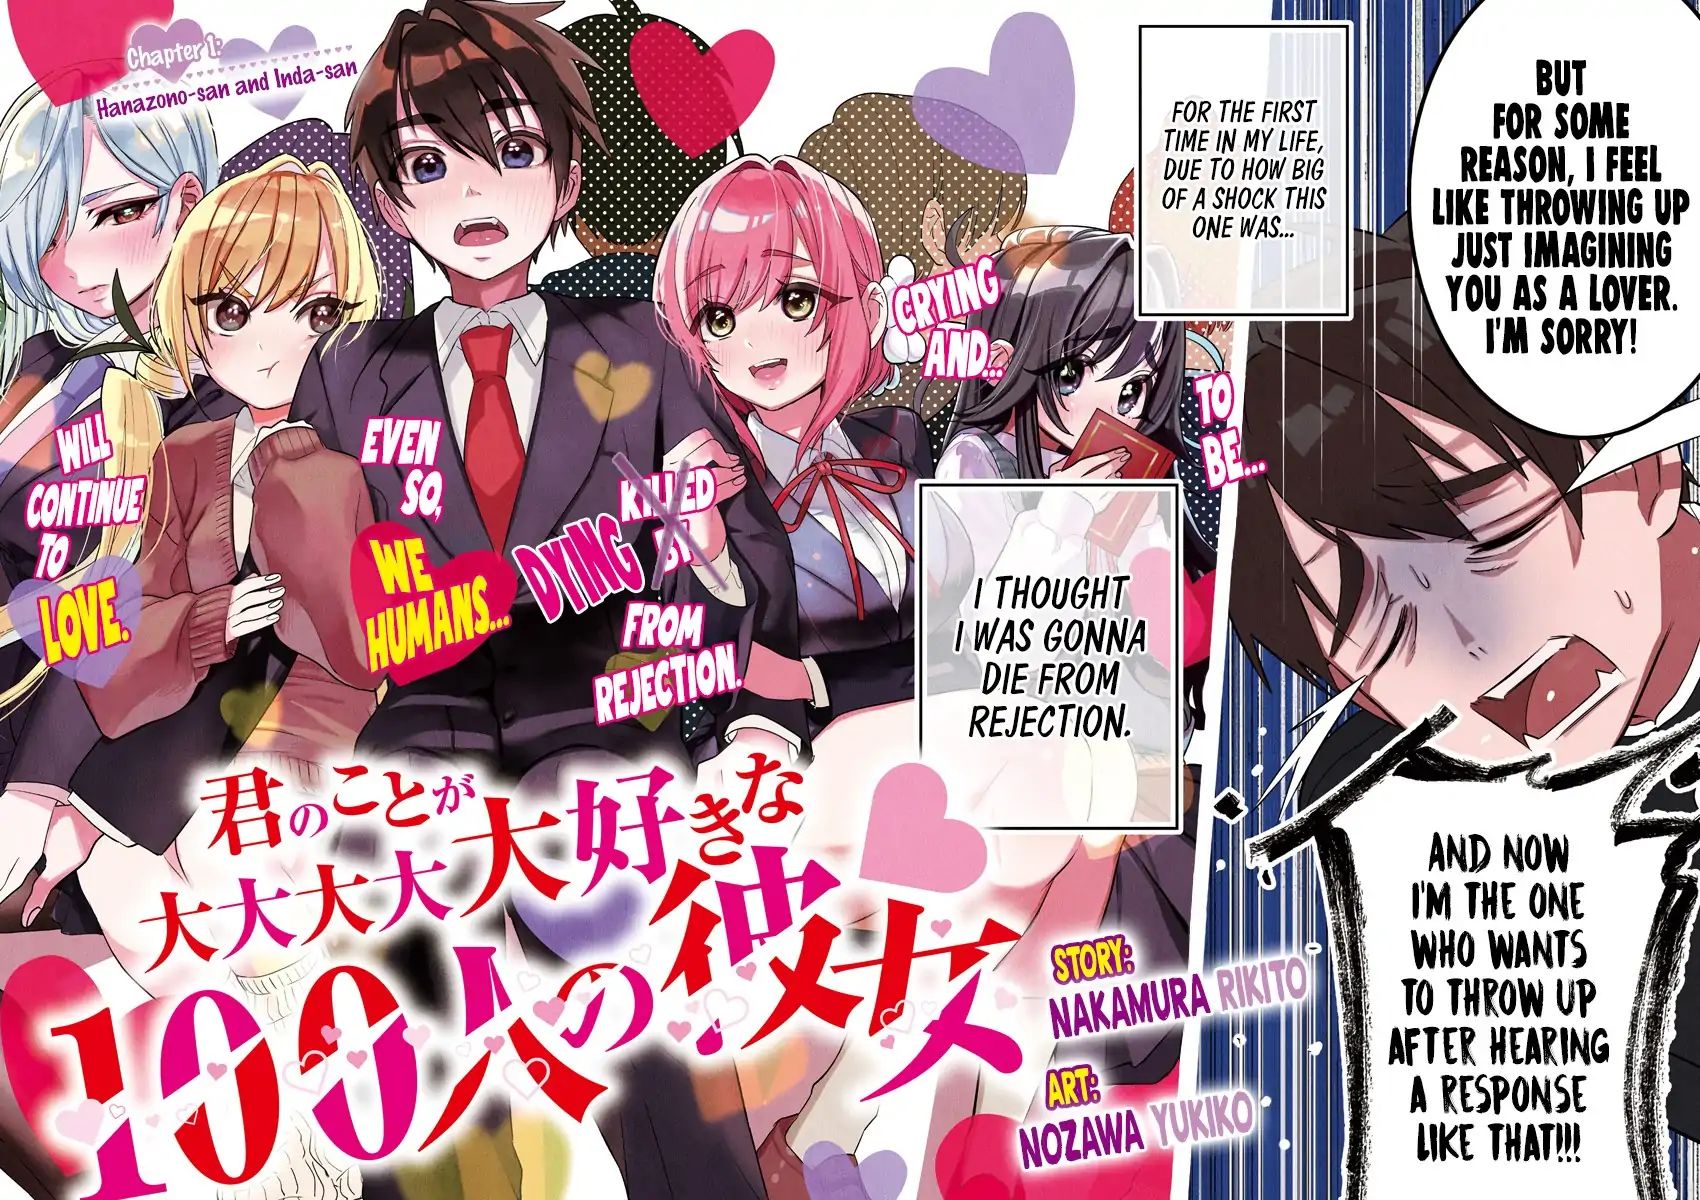 BUT
FOR SOME
REASON, I FEEL
LIKE THROWING UP
JUST IMAGINING
YOU AS A LOVER.
I'M SORRY!
AND NOW
I'M THE ONE
WHO WANTS
TO THROW UP
AFTER HEARING
A RESPONSE
LIKE THAT!!!
FOR THE FIRST
TIME IN MY LIFE,
DUE TO HOW BIG
OF A SHOCK THIS
ONE WAS...
I THOUGHT
I WAS GONNA
DIE FROM
REJECTION.
TO
BE...
CRYING
AND...
KILLED
BY
DYING
FROM
REJECTION.
EVEN
SO,
WE
HUMANS...
WILL
CONTINUE
TO
LOVE.
Chapter 1:
Hanazono-san and Inda-san
君のことが
大大大大大好きな
100人の彼女
STORY:
NAKAMURA RIKITO
ART:
NOZAWA YUKIKO